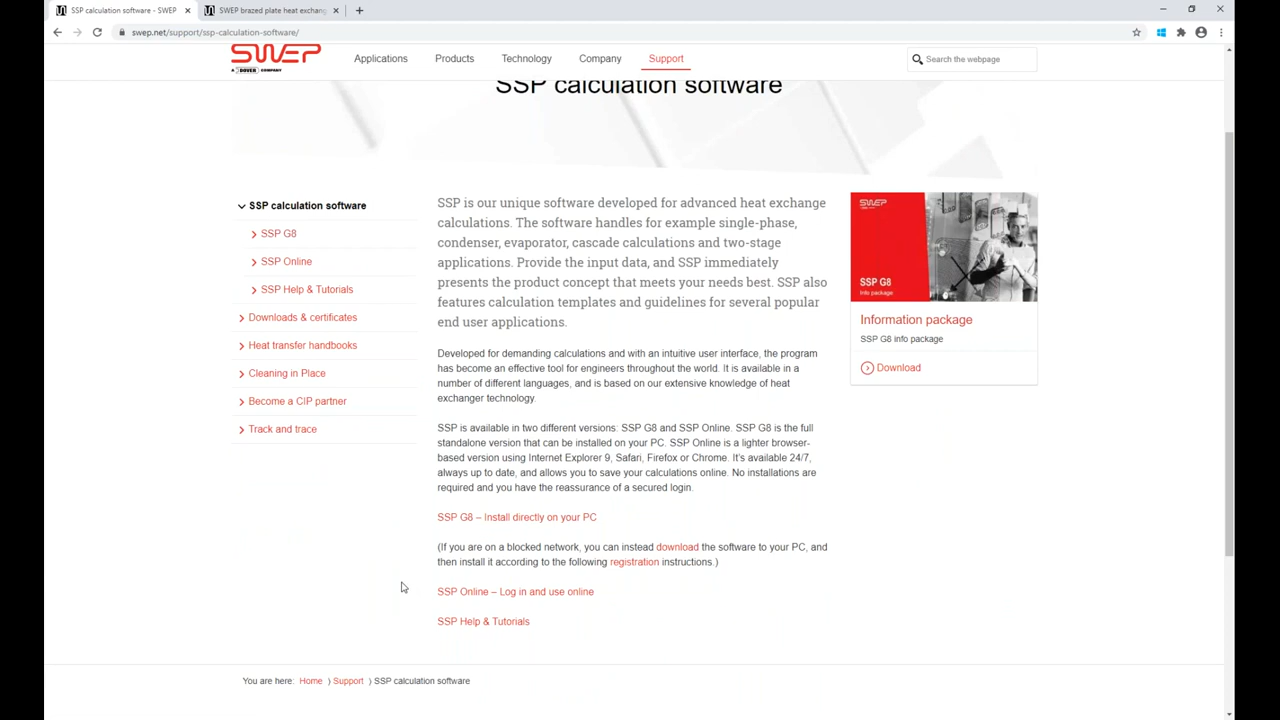 SSP calculation software - SWEP
SWEP brazed plate heat exchang
swep.net/support/ssp-calculation-software/
SWEP
A DOVER COMPANY
Applications
Products
Technology
Company
Support
Search the webpage
SSP calculation software
SSP calculation software
SSP G8
SSP Online
SSP Help & Tutorials
Downloads & certificates
Heat transfer handbooks
Cleaning in Place
Become a CIP partner
Track and trace
SSP is our unique software developed for advanced heat exchange
calculations. The software handles for example single-phase,
condenser, evaporator, cascade calculations and two-stage
applications. Provide the input data, and SSP immediately
presents the product concept that meets your needs best. SSP also
features calculation templates and guidelines for several popular
end user applications.
Developed for demanding calculations and with an intuitive user interface, the program
has become an effective tool for engineers throughout the world. It is available in a
number of different languages, and is based on our extensive knowledge of heat
exchanger technology.
SSP is available in two different versions: SSP G8 and SSP Online. SSP G8 is the full
standalone version that can be installed on your PC. SSP Online is a lighter browser-
based version using Internet Explorer 9, Safari, Firefox or Chrome. It's available 24/7,
always up to date, and allows you to save your calculations online. No installations are
required and you have the reassurance of a secured login.
SSP G8 – Install directly on your PC
(If you are on a blocked network, you can instead download the software to your PC, and
then install it according to the following registration instructions.)
SSP Online – Log in and use online
SSP Help & Tutorials
SWEP
SSP G8
Info package
Information package
SSP G8 info package
Download
You are here: Home ⟩ Support ⟩ SSP calculation software